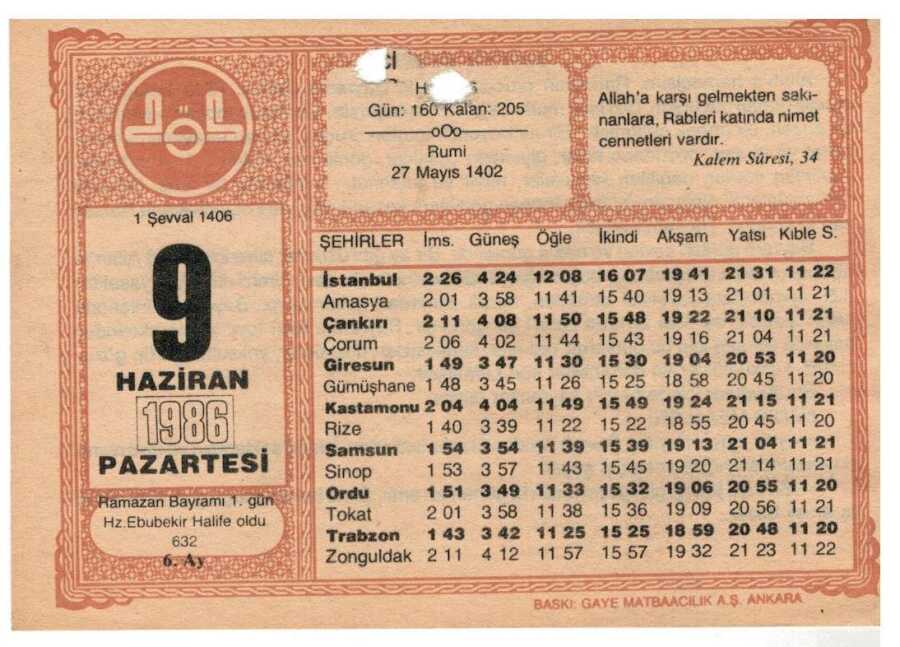 1 Şevval 1406
9
HAZİRAN
1986
PAZARTESİ
Ramazan Bayramı 1. gün
Hz.Ebubekir Halife oldu
632
6. Ay
Gün: 160 Kalan: 205
oOo
Rumi
27 Mayıs 1402
Allah'a karşı gelmekten sakı-
nanlara, Rableri katında nimet
cennetleri vardır.
Kalem Sûresi, 34
ŞEHİRLER İms. Güneş Öğle İkindi Akşam Yatsı Kıble S.
İstanbul 2 26 4 24 12 08 16 07 19 41 21 31 11 22
Amasya 2 01 3 58 11 41 15 40 19 13 21 01 11 21
Çankırı 2 11 4 08 11 50 15 48 19 22 21 10 11 21
Çorum 2 06 4 02 11 44 15 43 19 16 21 04 11 21
Giresun 1 49 3 47 11 30 15 30 19 04 20 53 11 20
Gümüşhane 1 48 3 45 11 26 15 25 18 58 20 45 11 20
Kastamonu 2 04 4 04 11 49 15 49 19 24 21 15 11 21
Rize 1 40 3 39 11 22 15 22 18 55 20 45 11 20
Samsun 1 54 3 54 11 39 15 39 19 13 21 04 11 21
Sinop 1 53 3 57 11 43 15 45 19 20 21 14 11 21
Ordu 1 51 3 49 11 33 15 32 19 06 20 55 11 20
Tokat 2 01 3 58 11 38 15 36 19 09 20 56 11 21
Trabzon 1 43 3 42 11 25 15 25 18 59 20 48 11 20
Zonguldak 2 11 4 12 11 57 15 57 19 32 21 23 11 22
BASKI: GAYE MATBAACILIK A.Ş. ANKARA